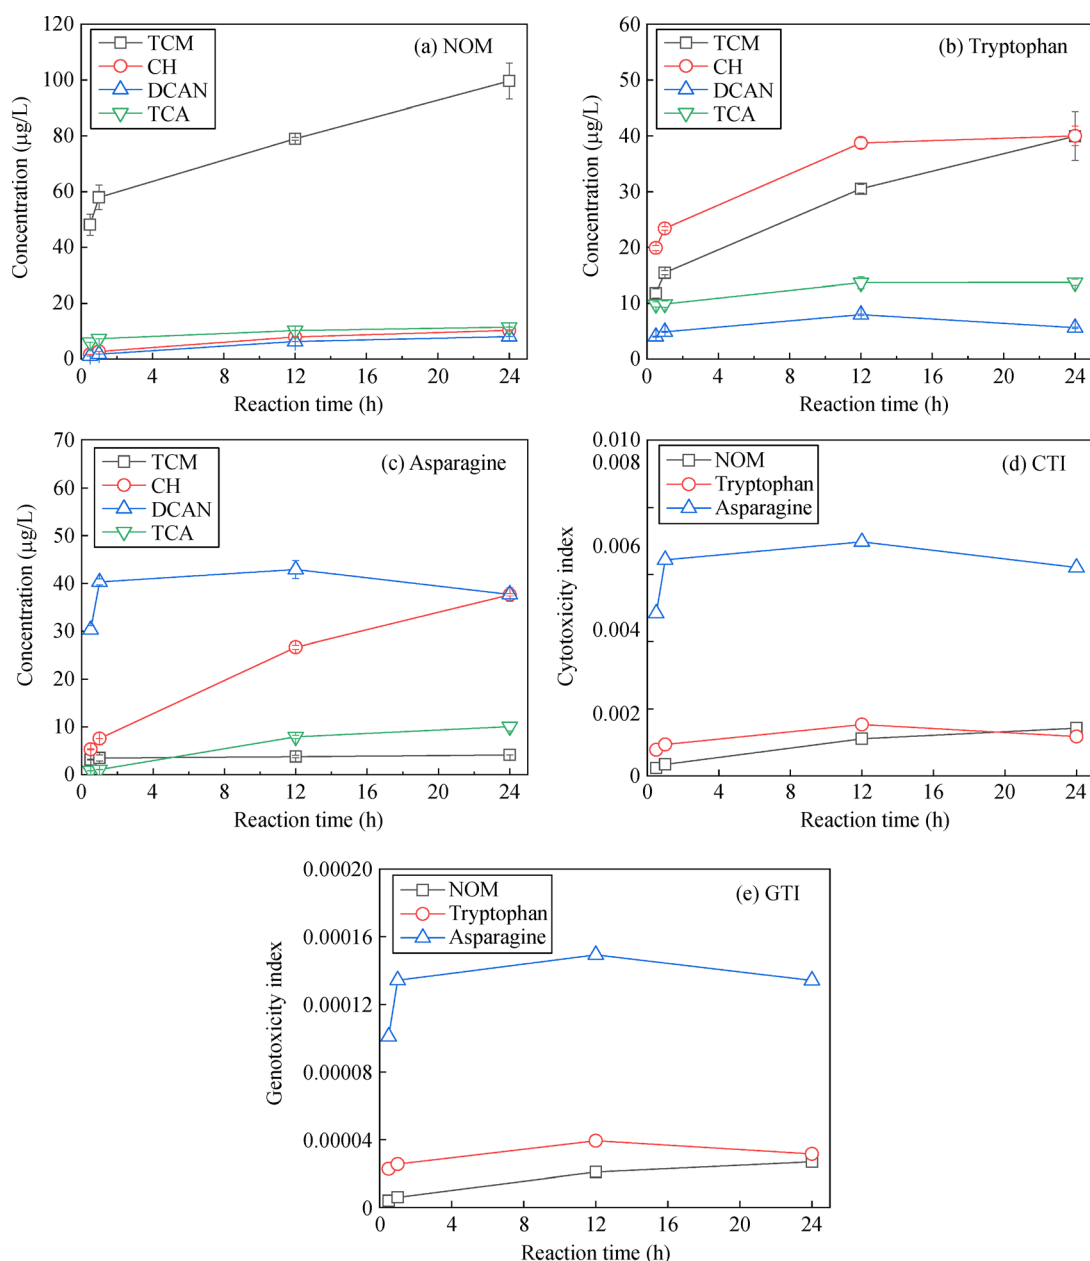 (a) NOM
TCM
CH
DCAN
TCA
120
100
80
60
40
20
0
0 4 8 12 16 20 24
Concentration (μg/L)
Reaction time (h)
(b) Tryptophan
TCM
CH
DCAN
TCA
60
50
40
30
20
10
0
0 4 8 12 16 20 24
Concentration (μg/L)
Reaction time (h)
(c) Asparagine
TCM
CH
DCAN
TCA
70
60
50
40
30
20
10
0
0 4 8 12 16 20 24
Concentration (μg/L)
Reaction time (h)
(d) CTI
NOM
Tryptophan
Asparagine
0.010
0.008
0.006
0.004
0.002
0
0 4 8 12 16 20 24
Cytotoxicity index
Reaction time (h)
(e) GTI
NOM
Tryptophan
Asparagine
0.00020
0.00016
0.00012
0.00008
0.00004
0
0 4 8 12 16 20 24
Genotoxicity index
Reaction time (h)